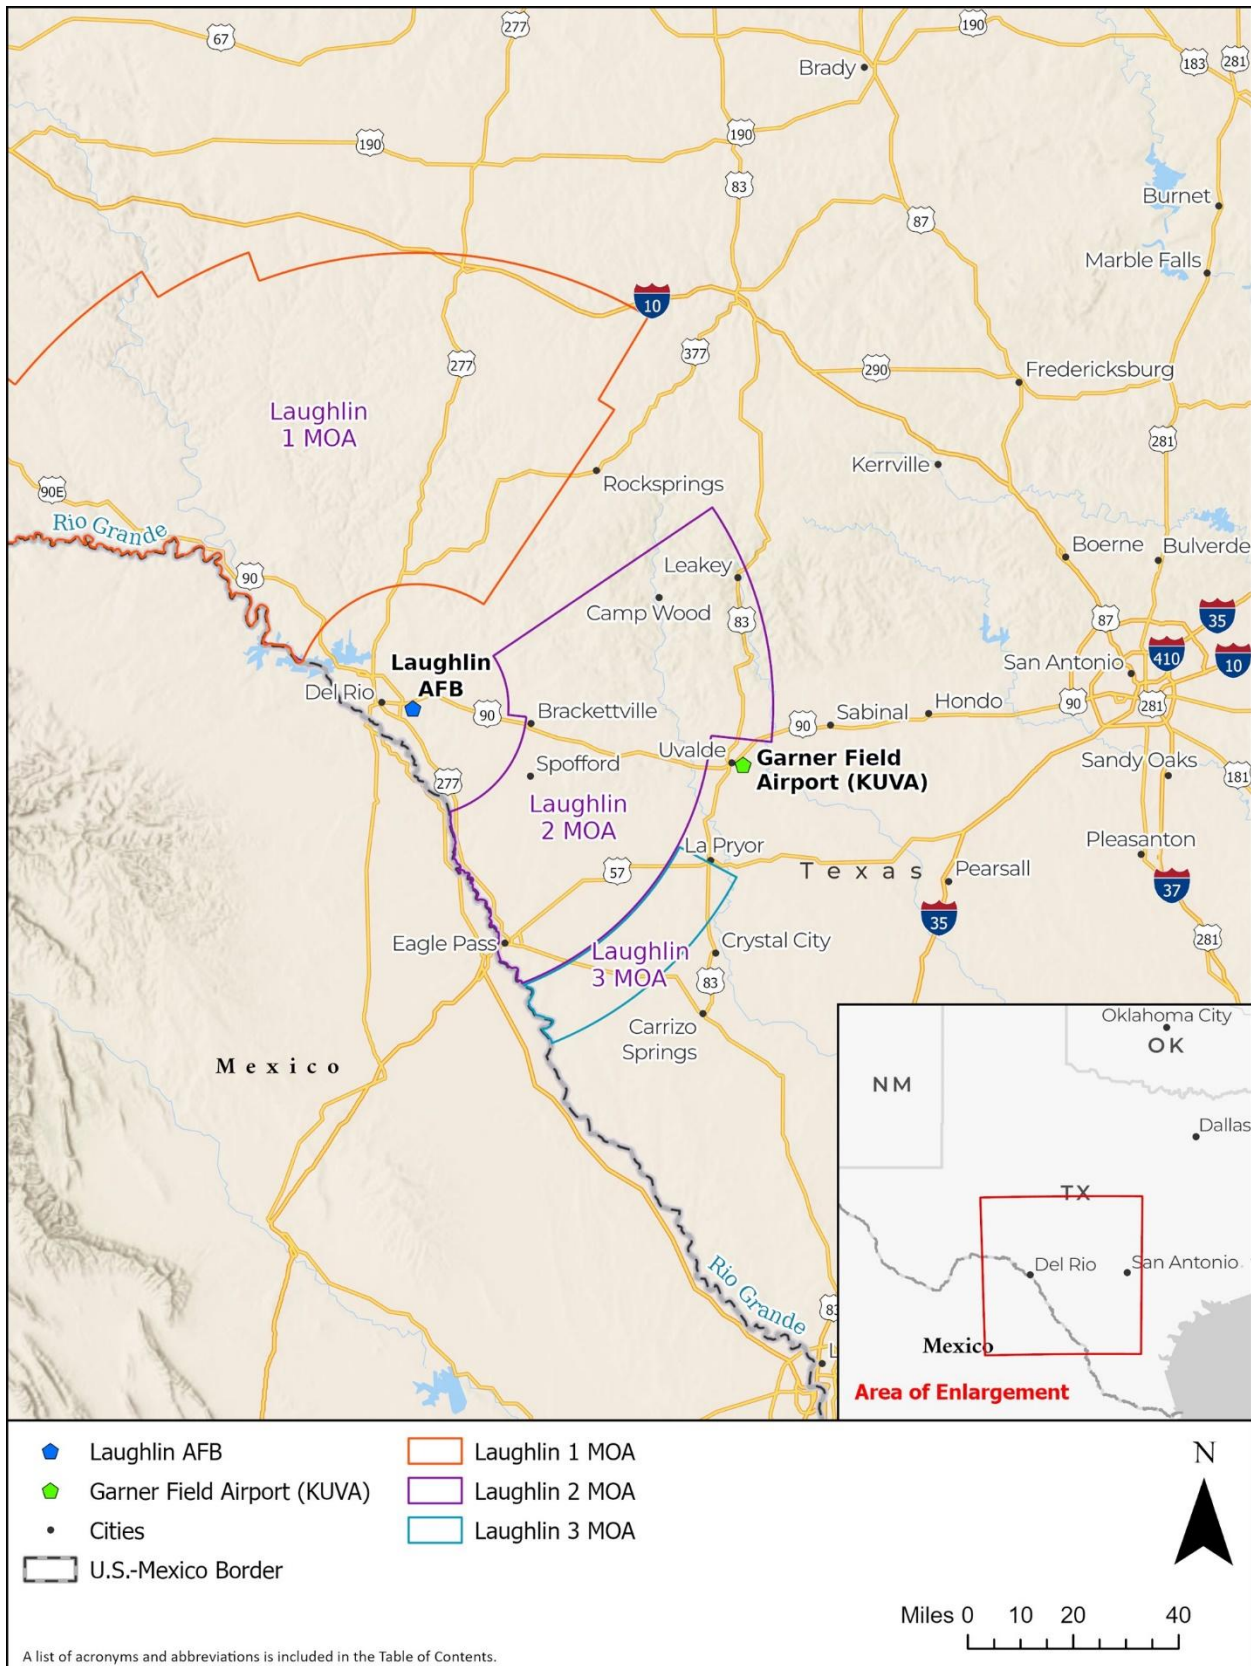 277
190
67
Brady
183
281
190
190
83
Burnet
87
Marble Falls
10
277
377
290
Fredericksburg
Laughlin
1 MOA
281
Kerrville
90E
Rocksprings
Rio Grande
Boerne
Bulverde
Leakey
90
Camp Wood
83
87
35
410
10
San Antonio
Laughlin
AFB
Del Rio
90
Brackettville
90
Sabinal
Hondo
90
281
Uvalde
Garner Field
Airport (KUVA)
Spofford
Sandy Oaks
181
277
Laughlin
2 MOA
Pleasanton
La Pryor
57
Texas
Pearsall
37
35
281
Eagle Pass
Laughlin
3 MOA
Crystal City
83
Carrizo
Springs
Mexico
Rio Grande
83
L
Oklahoma City
OK
NM
Dallas
TX
Del Rio
San Antonio
Mexico
Area of Enlargement
Laughlin AFB
Garner Field Airport (KUVA)
Cities
U.S.-Mexico Border
Laughlin 1 MOA
Laughlin 2 MOA
Laughlin 3 MOA
N
Miles 0 10 20 40
A list of acronyms and abbreviations is included in the Table of Contents.